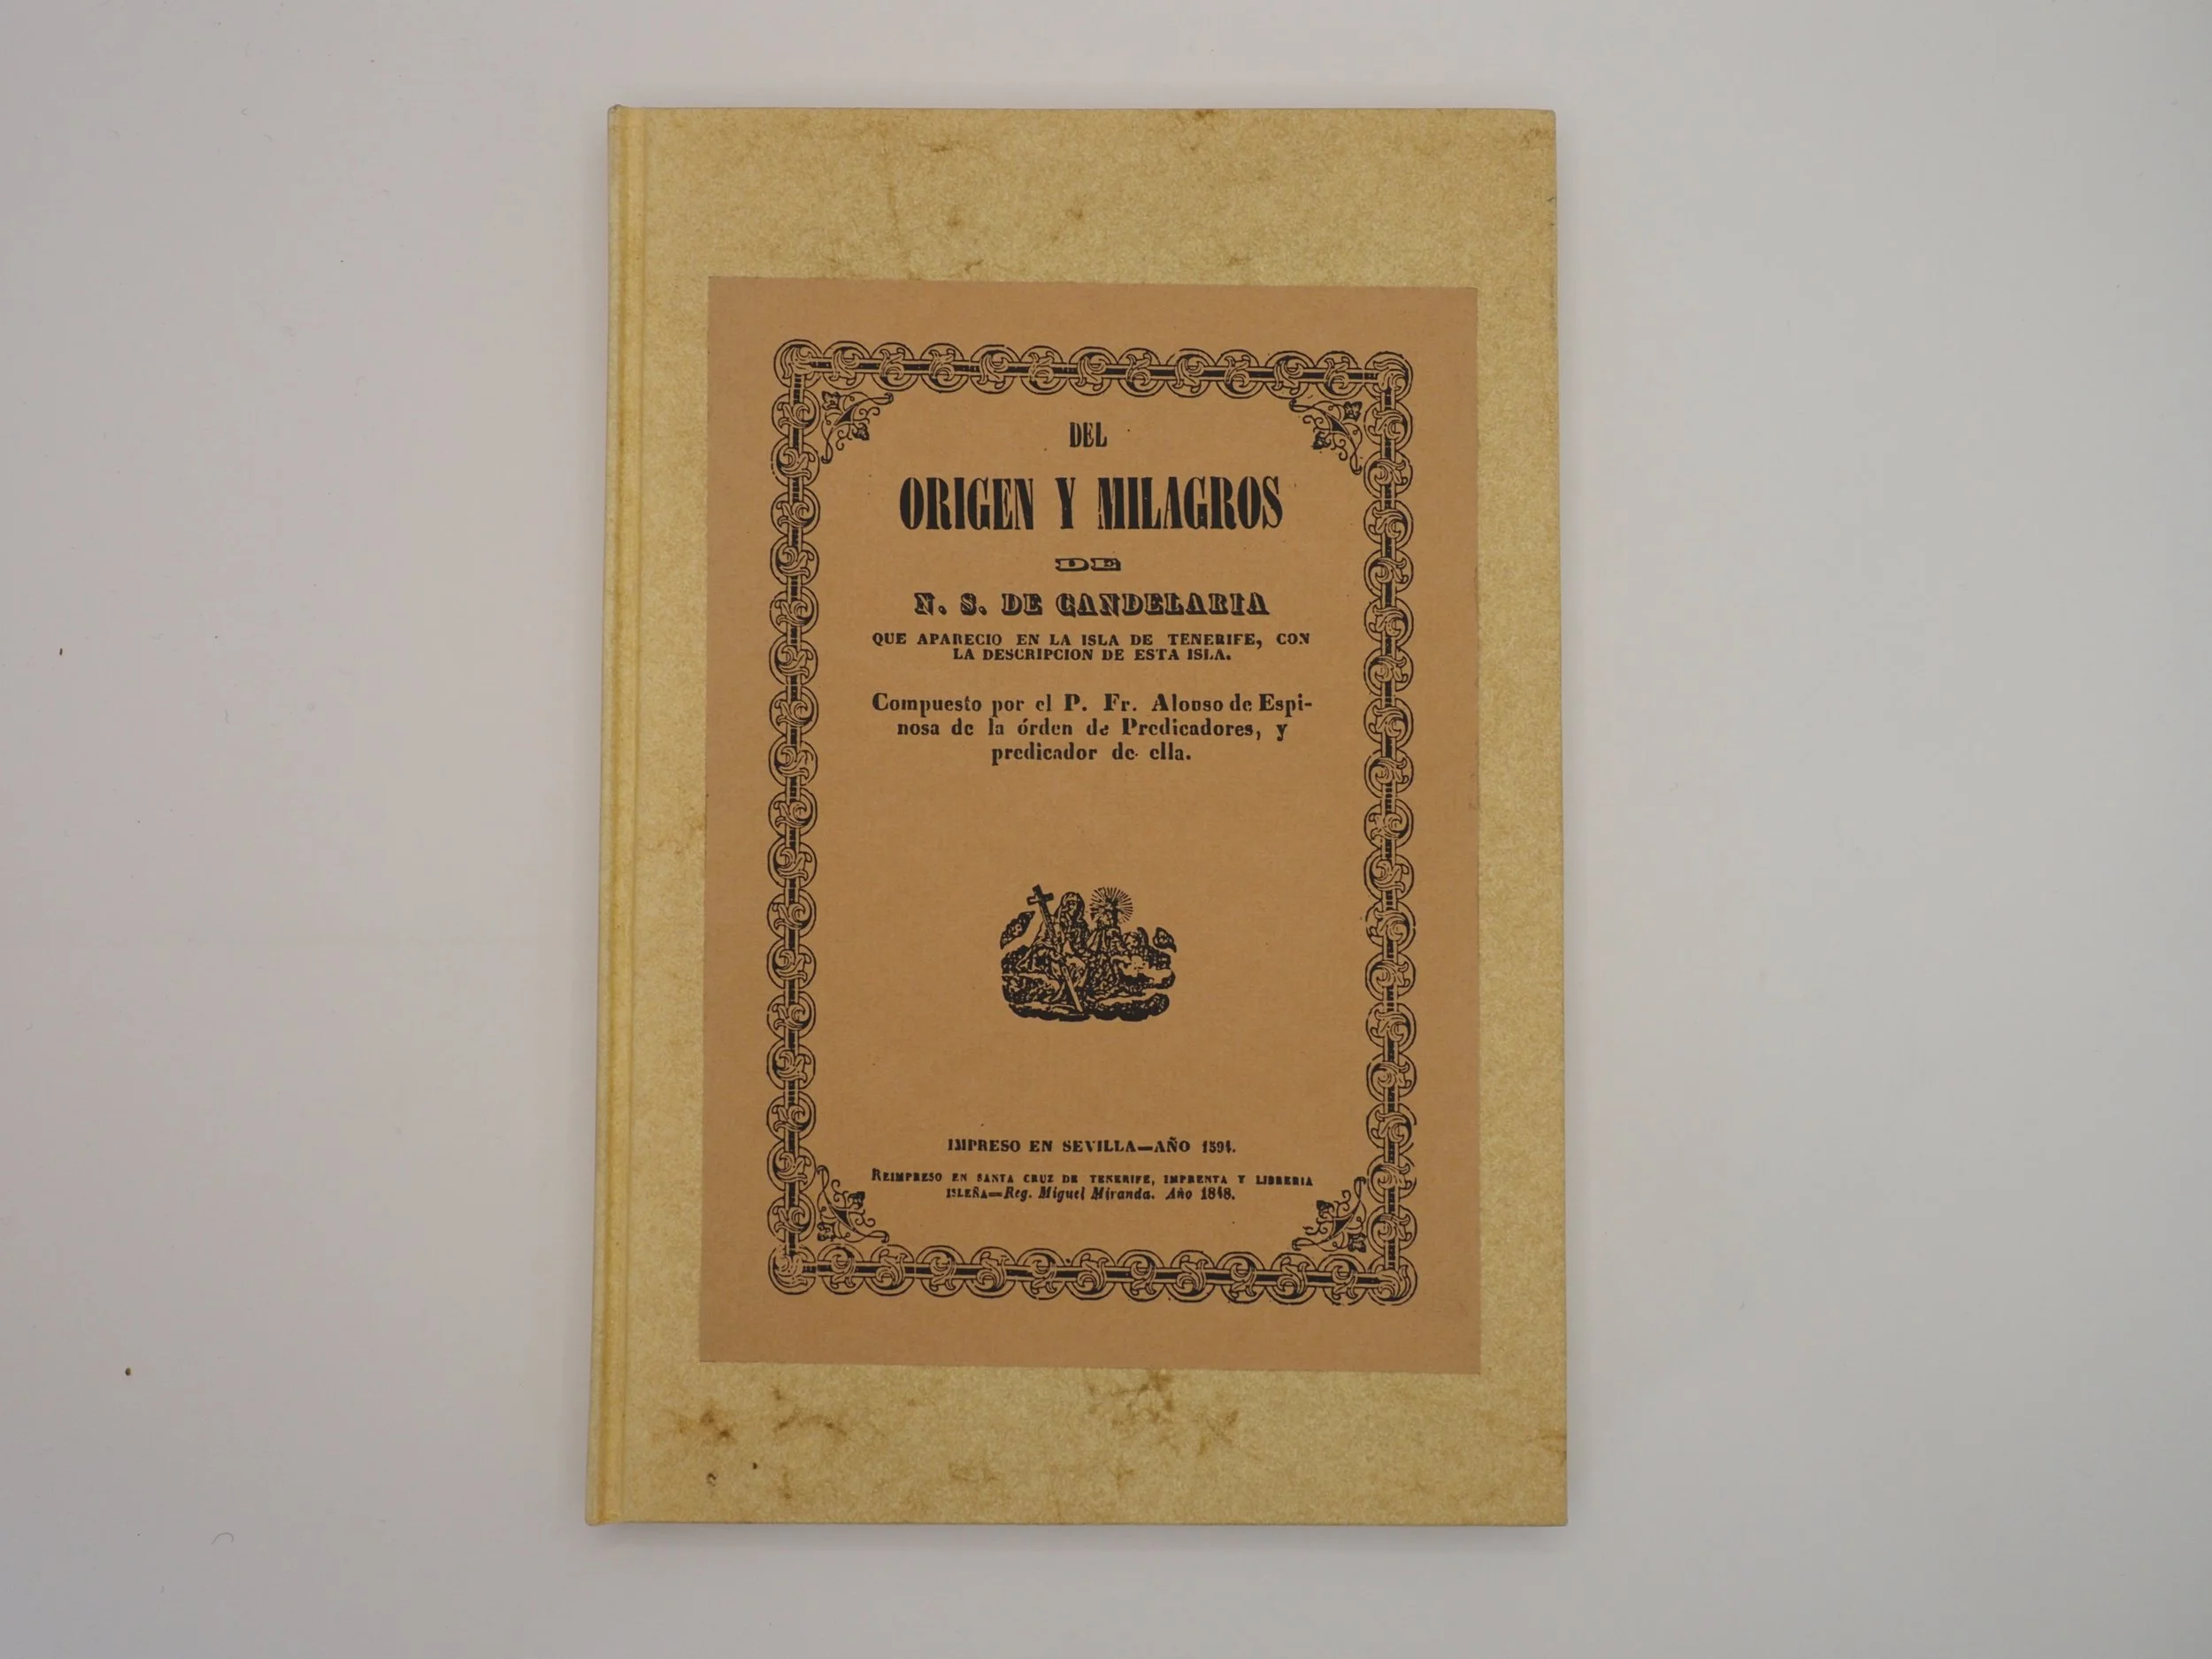 DEL
ORIGEN Y MILAGROS
DE
N. S. DE CANDELARIA
QUE APARECIO EN LA ISLA DE TENERIFE, CON
LA DESCRIPCION DE ESTA ISLA.
Compuesto por el P. Fr. Alonso de Espi-
nosa de la órden de Predicadores, y
predicador de ella.
IMPRESO EN SEVILLA—AÑO 1594.
REIMPRESO EN SANTA CRUZ DE TENERIFE, IMPRENTA Y LIBRERIA
ISLEÑA—Reg. Miguel Miranda. Año 1848.